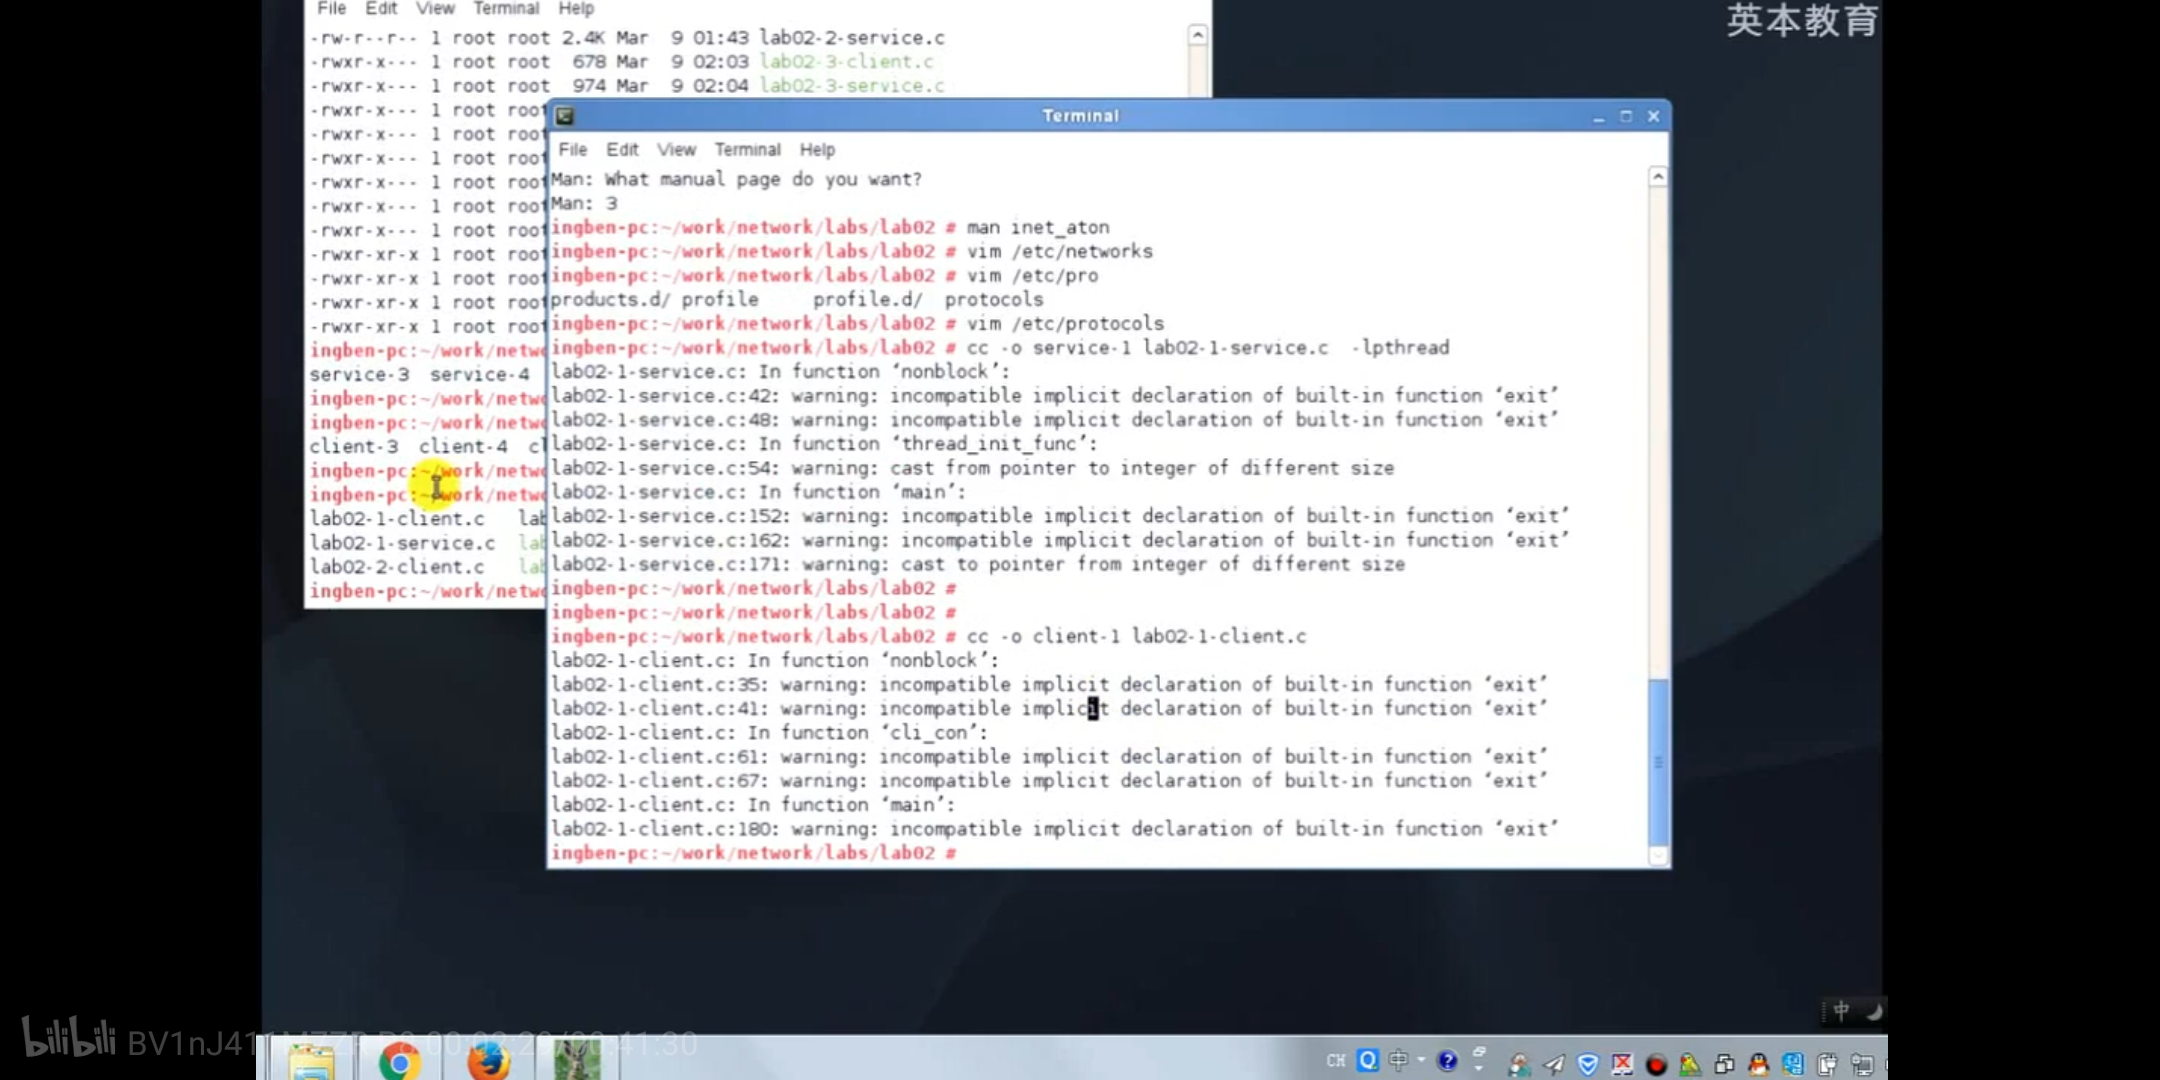 File Edit View Terminal Help
英本教育
-rw-r--r-- 1 root root 2.4K Mar 9 01:43 lab02-2-service.c
-rwxr-x--- 1 root root 678 Mar 9 02:03 lab02-3-client.c
-rwxr-x--- 1 root root 974 Mar 9 02:04 lab02-3-service.c
-rwxr-x--- 1 root root
-rwxr-x--- 1 root root
-rwxr-x--- 1 root root
-rwxr-x--- 1 root root
-rwxr-x--- 1 root root
-rwxr-x--- 1 root root
-rwxr-xr-x 1 root root
-rwxr-xr-x 1 root root
-rwxr-xr-x 1 root root
-rwxr-xr-x 1 root root
ingben-pc:~/work/netw
service-3 service-4
ingben-pc:~/work/netw
ingben-pc:~/work/netw
client-3 client-4 cl
ingben-pc:~/work/netw
ingben-pc:~/work/netw
lab02-1-client.c lab
lab02-1-service.c lab
lab02-2-client.c lab
ingben-pc:~/work/netw
Terminal
File Edit View Terminal Help
Man: What manual page do you want?
Man: 3
ingben-pc:~/work/network/labs/lab02 # man inet_aton
ingben-pc:~/work/network/labs/lab02 # vim /etc/networks
ingben-pc:~/work/network/labs/lab02 # vim /etc/pro
products.d/ profile profile.d/ protocols
ingben-pc:~/work/network/labs/lab02 # vim /etc/protocols
ingben-pc:~/work/network/labs/lab02 # cc -o service-1 lab02-1-service.c -lpthread
lab02-1-service.c: In function ‘nonblock’:
lab02-1-service.c:42: warning: incompatible implicit declaration of built-in function ‘exit’
lab02-1-service.c:48: warning: incompatible implicit declaration of built-in function ‘exit’
lab02-1-service.c: In function ‘thread_init_func’:
lab02-1-service.c:54: warning: cast from pointer to integer of different size
lab02-1-service.c: In function ‘main’:
lab02-1-service.c:152: warning: incompatible implicit declaration of built-in function ‘exit’
lab02-1-service.c:162: warning: incompatible implicit declaration of built-in function ‘exit’
lab02-1-service.c:171: warning: cast to pointer from integer of different size
ingben-pc:~/work/network/labs/lab02 #
ingben-pc:~/work/network/labs/lab02 #
ingben-pc:~/work/network/labs/lab02 # cc -o client-1 lab02-1-client.c
lab02-1-client.c: In function ‘nonblock’:
lab02-1-client.c:35: warning: incompatible implicit declaration of built-in function ‘exit’
lab02-1-client.c:41: warning: incompatible implicit declaration of built-in function ‘exit’
lab02-1-client.c: In function ‘cli_con’:
lab02-1-client.c:61: warning: incompatible implicit declaration of built-in function ‘exit’
lab02-1-client.c:67: warning: incompatible implicit declaration of built-in function ‘exit’
lab02-1-client.c: In function ‘main’:
lab02-1-client.c:180: warning: incompatible implicit declaration of built-in function ‘exit’
ingben-pc:~/work/network/labs/lab02 #
中
bilibili
CH 中